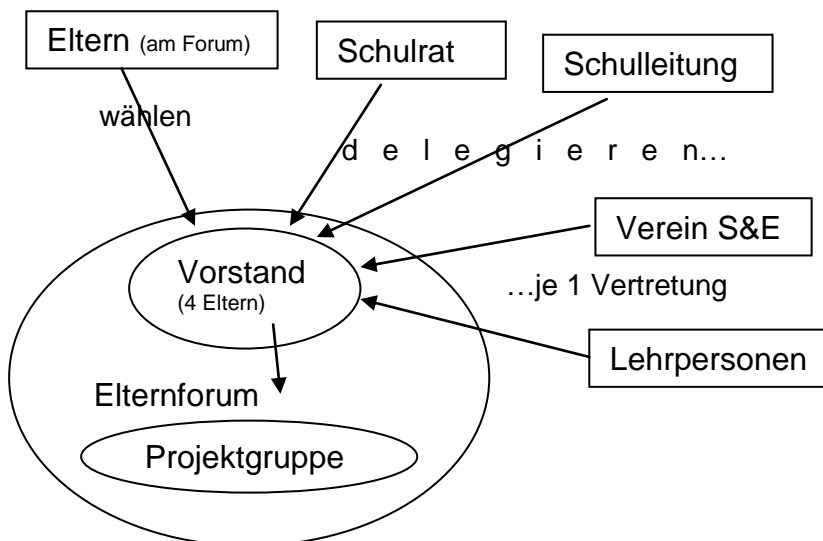 Eltern (am Forum)
Schulrat
Schulleitung
wählen
d e l e g i e r e n…
Verein S&E
Vorstand
(4 Eltern)
…je 1 Vertretung
Lehrpersonen
Elternforum
Projektgruppe